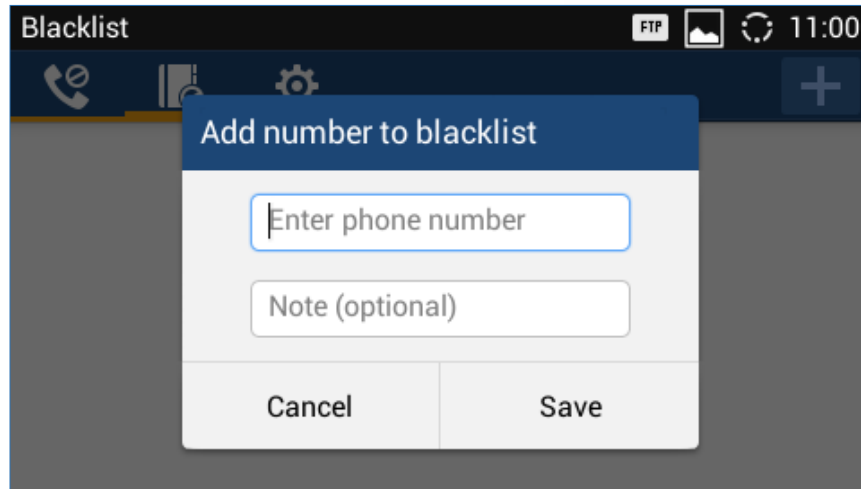 Blacklist
FTP
11:00
Add number to blacklist
Enter phone number
Note (optional)
Cancel
Save